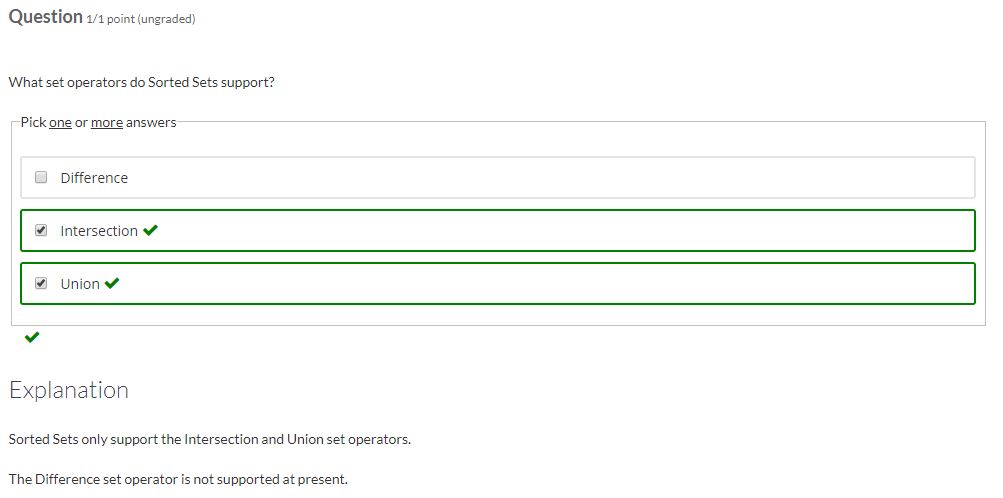 Question 1/1 point (ungraded)
What set operators do Sorted Sets support?
Pick one or more answers
Difference
Intersection
Union
Explanation
Sorted Sets only support the Intersection and Union set operators.
The Difference set operator is not supported at present.